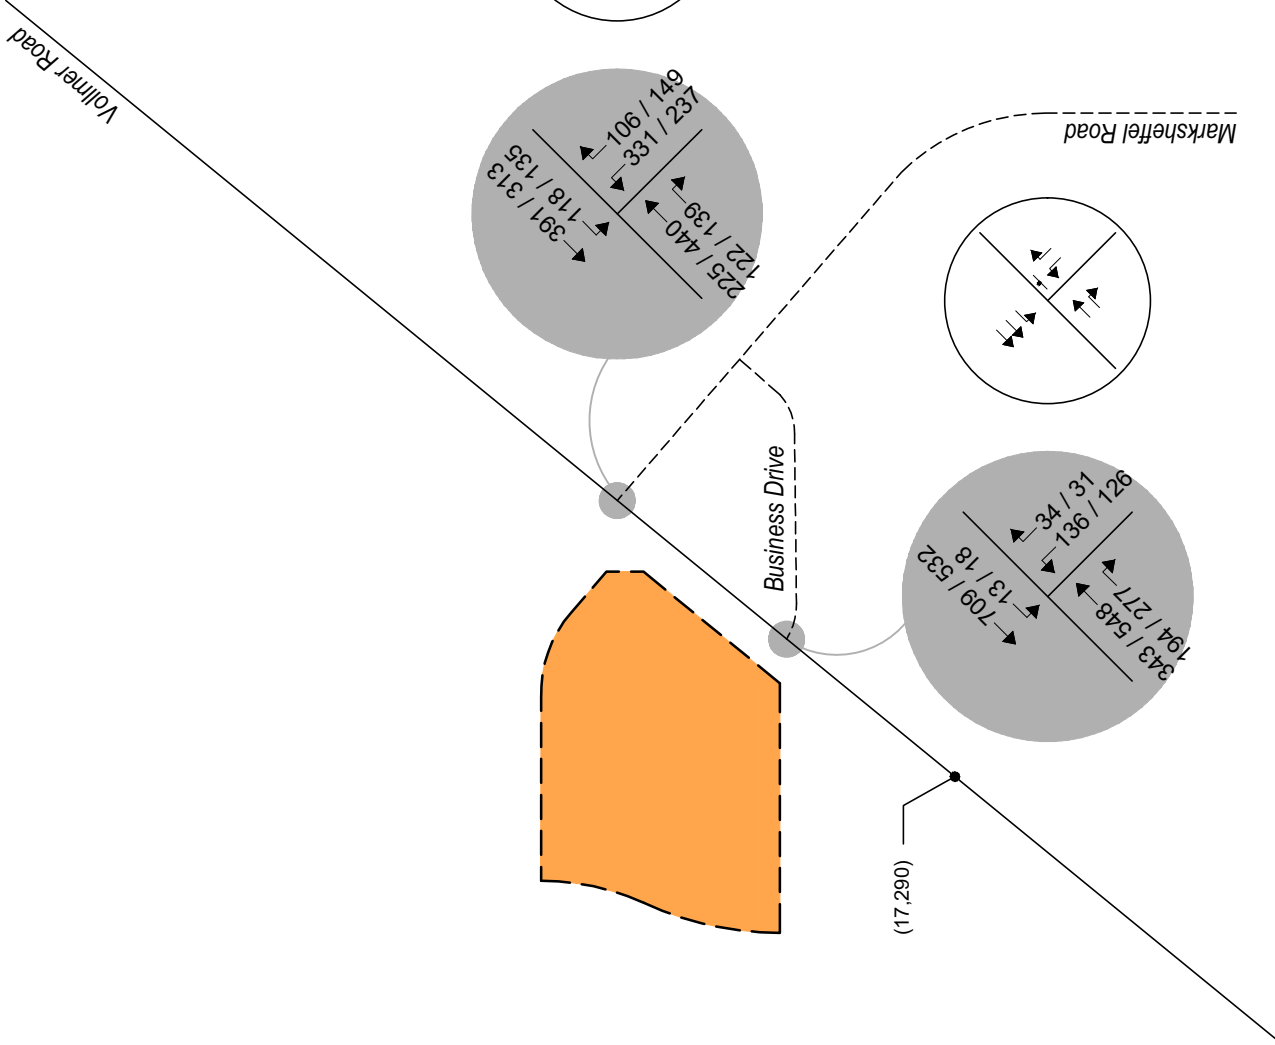 Vollmer Road
106 / 149
331 / 237
391 / 313
118 / 135
225 / 440
122 / 139
Marksheffel Road
Business Drive
34 / 31
136 / 126
709 / 532
13 / 18
343 / 548
194 / 277
(17,290)